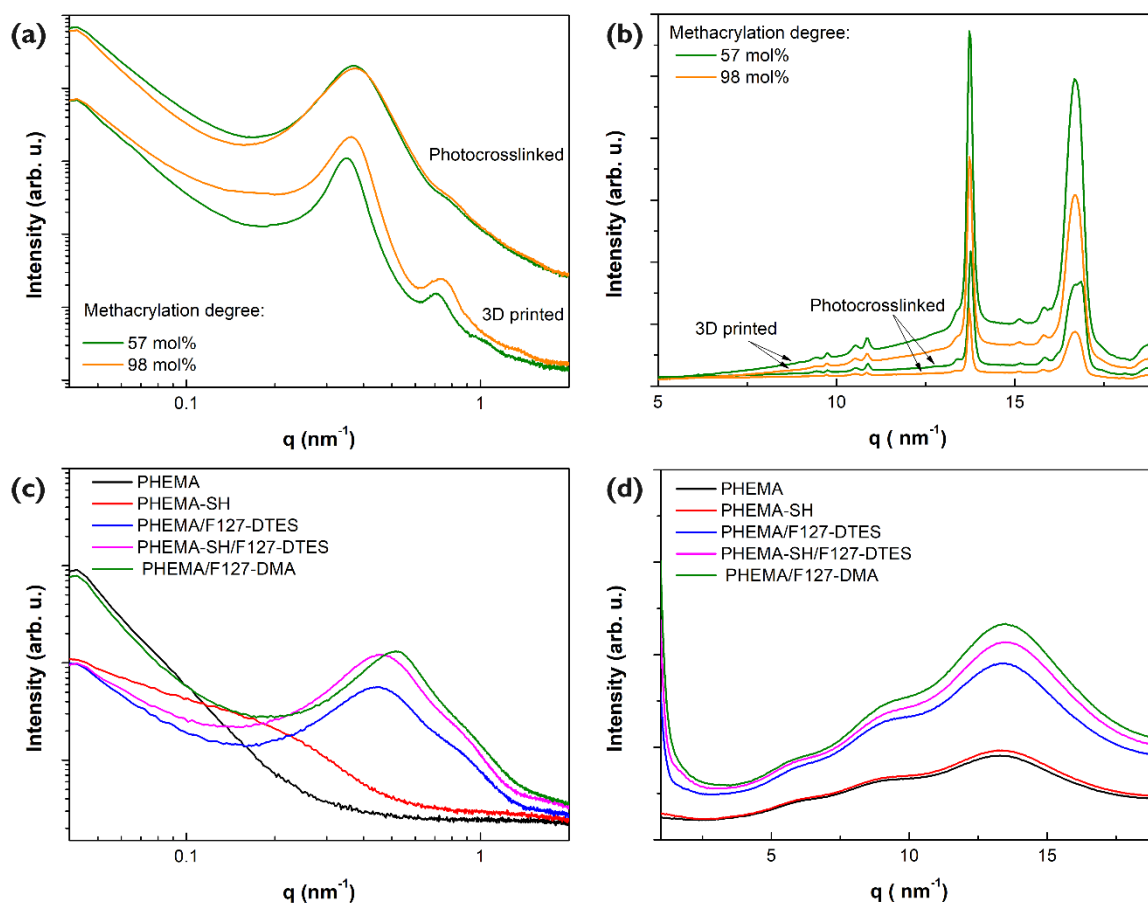 (a)
Intensity (arb. u.)
Photocrosslinked
3D printed
Methacrylation degree:
57 mol%
98 mol%
0.1
1
q (nm⁻¹)
(b)
Methacrylation degree:
57 mol%
98 mol%
Intensity (arb. u.)
Photocrosslinked
3D printed
5
10
15
q ( nm⁻¹)
(c)
PHEMA
PHEMA-SH
PHEMA/F127-DTES
PHEMA-SH/F127-DTES
PHEMA/F127-DMA
Intensity (arb. u.)
0.1
1
q (nm⁻¹)
(d)
PHEMA
PHEMA-SH
PHEMA/F127-DTES
PHEMA-SH/F127-DTES
PHEMA/F127-DMA
Intensity (arb. u.)
5
10
15
q ( nm⁻¹)